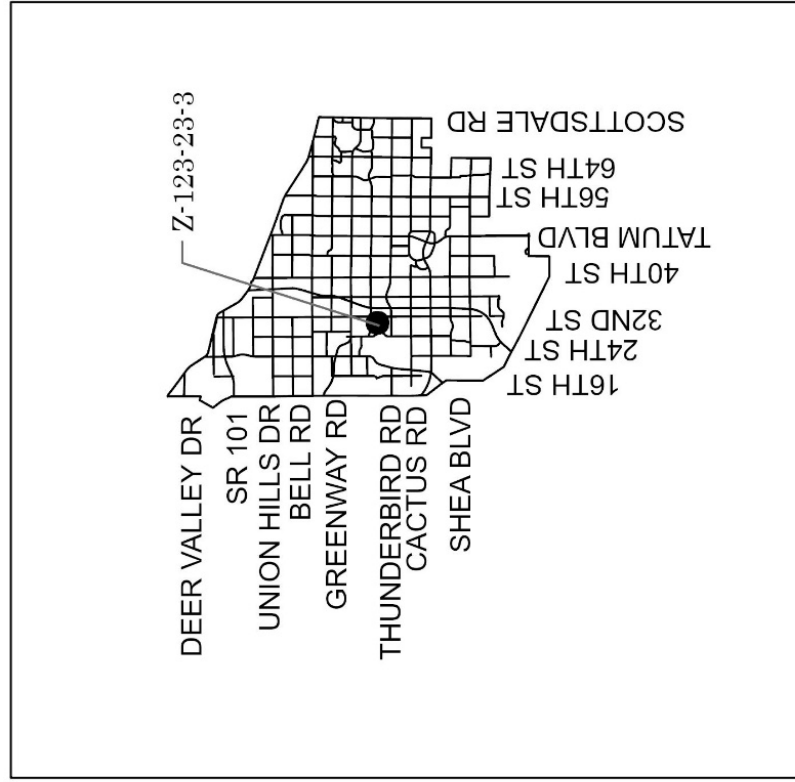 Z-123-23-3
SCOTTSDALE RD
64TH ST
56TH ST
TATUM BLVD
40TH ST
32ND ST
24TH ST
16TH ST
DEER VALLEY DR
SR 101
UNION HILLS DR
BELL RD
GREENWAY RD
THUNDERBIRD RD
CACTUS RD
SHEA BLVD